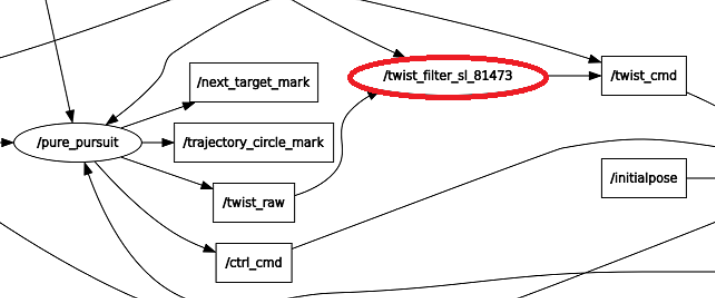 /twist_filter_sl_81473
/twist_cmd
/next_target_mark
/pure_pursuit
/trajectory_circle_mark
/initialpose
/twist_raw
/ctrl_cmd